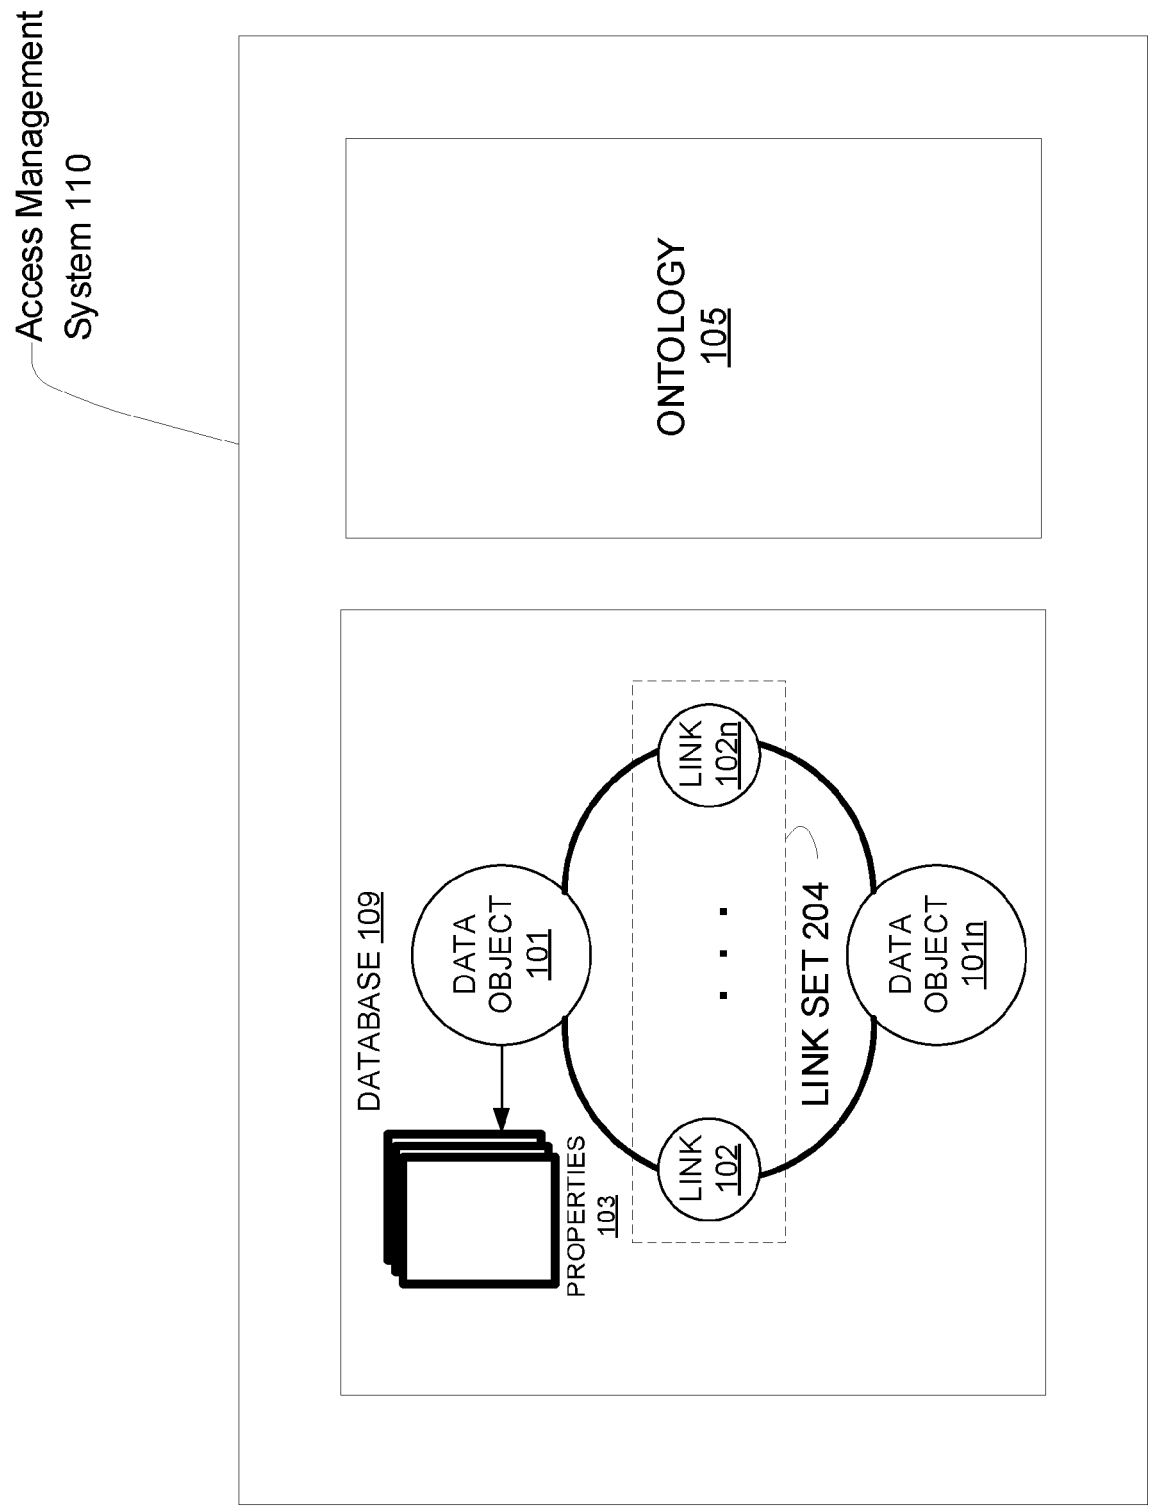 Access Management
System 110
DATABASE 109
PROPERTIES
103
DATA
OBJECT
101
LINK
102
. . .
LINK
102n
LINK SET 204
DATA
OBJECT
101n
ONTOLOGY
105